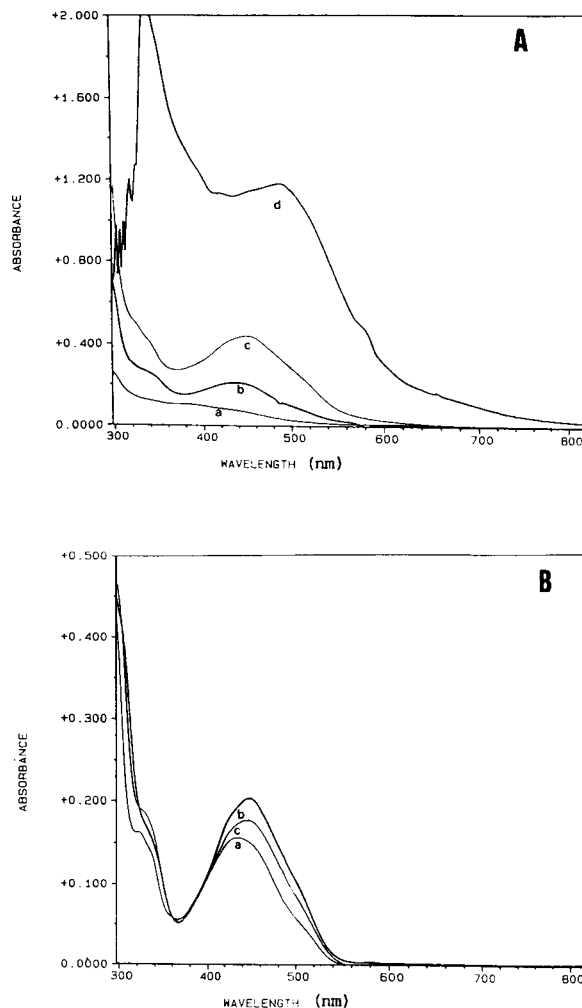 A
+2.000
+1.600
+1.200
+0.800
+0.400
0.0000
ABSORBANCE
d
c
b
a
300 400 500 600 700 800
WAVELENGTH (nm)
B
+0.500
+0.400
+0.300
+0.200
+0.100
0.0000
ABSORBANCE
b
c
a
300 400 500 600 700 800
WAVELENGTH (nm)